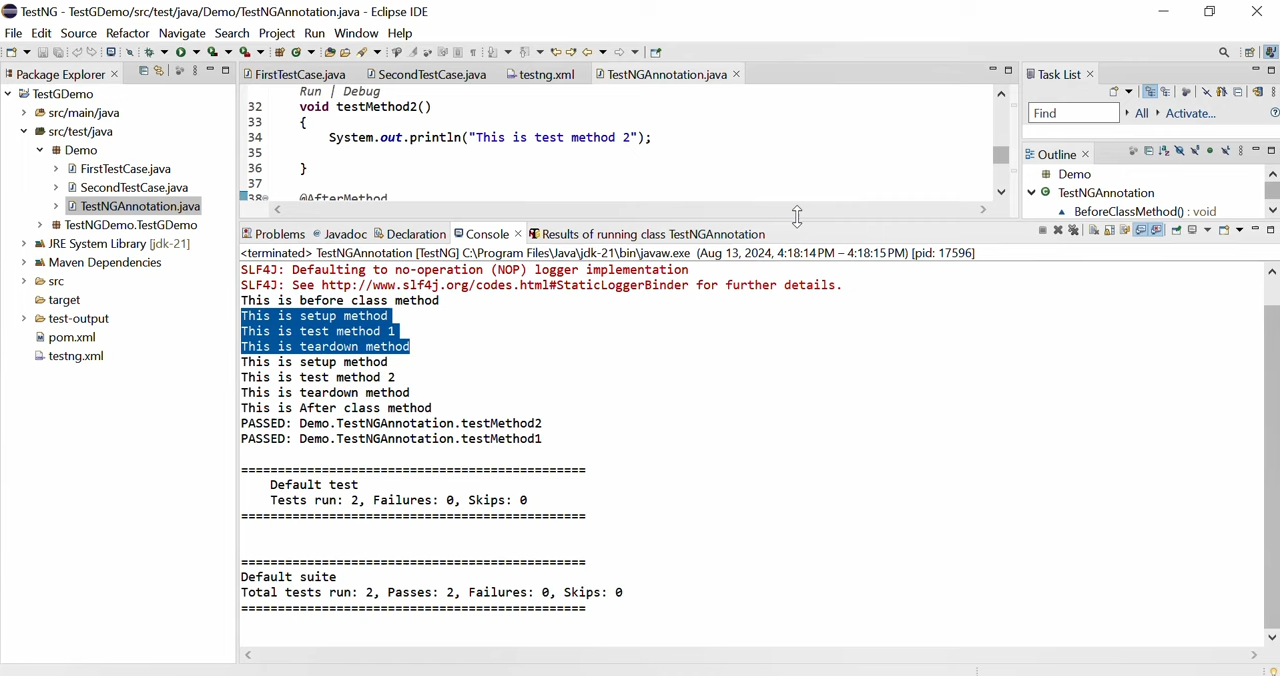 TestNG - TestGDemo/src/test/java/Demo/TestNGAnnotation.java - Eclipse IDE
File Edit Source Refactor Navigate Search Project Run Window Help
Package Explorer
FirstTestCase.java SecondTestCase.java testng.xml TestNGAnnotation.java
Task List
TestGDemo
src/main/java
src/test/java
Demo
FirstTestCase.java
SecondTestCase.java
TestNGAnnotation.java
TestNGDemo.TestGDemo
JRE System Library [jdk-21]
Maven Dependencies
src
target
test-output
pom.xml
testng.xml
Run | Debug
32 void testMethod2()
33 {
34 System.out.println("This is test method 2");
35
36 }
37
38 @AfterMethod
Find All Activate...
Outline
Demo
TestNGAnnotation
BeforeClassMethod() : void
Problems Javadoc Declaration Console Results of running class TestNGAnnotation
<terminated> TestNGAnnotation [TestNG] C:\Program Files\Java\jdk-21\bin\javaw.exe (Aug 13, 2024, 4:18:14 PM – 4:18:15 PM) [pid: 17596]
SLF4J: Defaulting to no-operation (NOP) logger implementation
SLF4J: See http://www.slf4j.org/codes.html#StaticLoggerBinder for further details.
This is before class method
This is setup method
This is test method 1
This is teardown method
This is setup method
This is test method 2
This is teardown method
This is After class method
PASSED: Demo.TestNGAnnotation.testMethod2
PASSED: Demo.TestNGAnnotation.testMethod1
===============================================
Default test
Tests run: 2, Failures: 0, Skips: 0
===============================================
===============================================
Default suite
Total tests run: 2, Passes: 2, Failures: 0, Skips: 0
===============================================